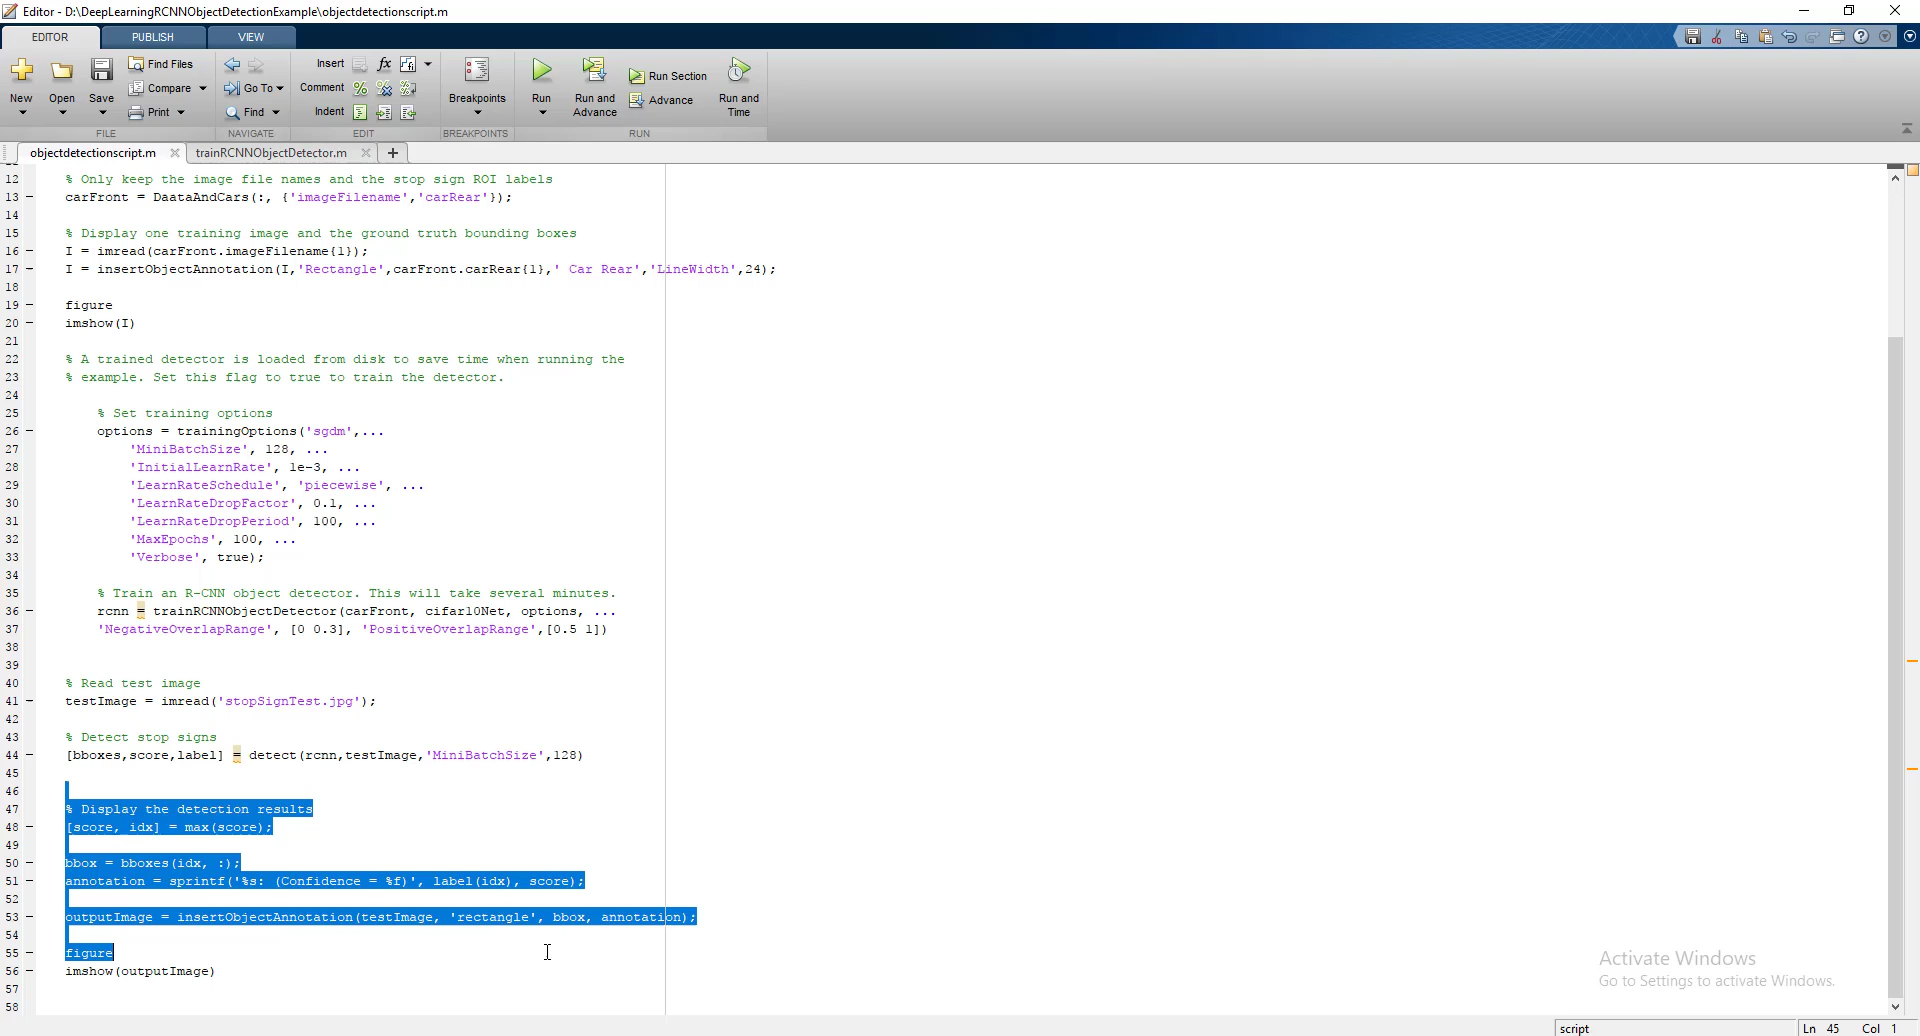 Editor - D:\DeepLearningRCNNObjectDetectionExample\objectdetectionscript.m
EDITOR PUBLISH VIEW
New Open Save Find Files Compare Print
Go To Find
Insert Comment Indent
Breakpoints
Run Run and Advance Run Section Advance Run and Time
FILE NAVIGATE EDIT BREAKPOINTS RUN
objectdetectionscript.m trainRCNNObjectDetector.m
12 % Only keep the image file names and the stop sign ROI labels
13 – carFront = DaataAndCars(:, {'imageFilename','carRear'});
14
15 % Display one training image and the ground truth bounding boxes
16 – I = imread(carFront.imageFilename{1});
17 – I = insertObjectAnnotation(I,'Rectangle',carFront.carRear{1},' Car Rear','LineWidth',24);
18
19 – figure
20 – imshow(I)
21
22 % A trained detector is loaded from disk to save time when running the
23 % example. Set this flag to true to train the detector.
24
25 % Set training options
26 – options = trainingOptions('sgdm',...
27 'MiniBatchSize', 128, ...
28 'InitialLearnRate', 1e-3, ...
29 'LearnRateSchedule', 'piecewise', ...
30 'LearnRateDropFactor', 0.1, ...
31 'LearnRateDropPeriod', 100, ...
32 'MaxEpochs', 100, ...
33 'Verbose', true);
34
35 % Train an R-CNN object detector. This will take several minutes.
36 – rcnn = trainRCNNObjectDetector(carFront, cifar10Net, options, ...
37 'NegativeOverlapRange', [0 0.3], 'PositiveOverlapRange',[0.5 1])
38
39
40 % Read test image
41 – testImage = imread('stopSignTest.jpg');
42
43 % Detect stop signs
44 – [bboxes,score,label] = detect(rcnn,testImage,'MiniBatchSize',128)
45
46
47 % Display the detection results
48 – [score, idx] = max(score);
49
50 – bbox = bboxes(idx, :);
51 – annotation = sprintf('%s: (Confidence = %f)', label(idx), score);
52
53 – outputImage = insertObjectAnnotation(testImage, 'rectangle', bbox, annotation);
54
55 – figure
56 – imshow(outputImage)
57
58
Activate Windows
Go to Settings to activate Windows.
script Ln 45 Col 1